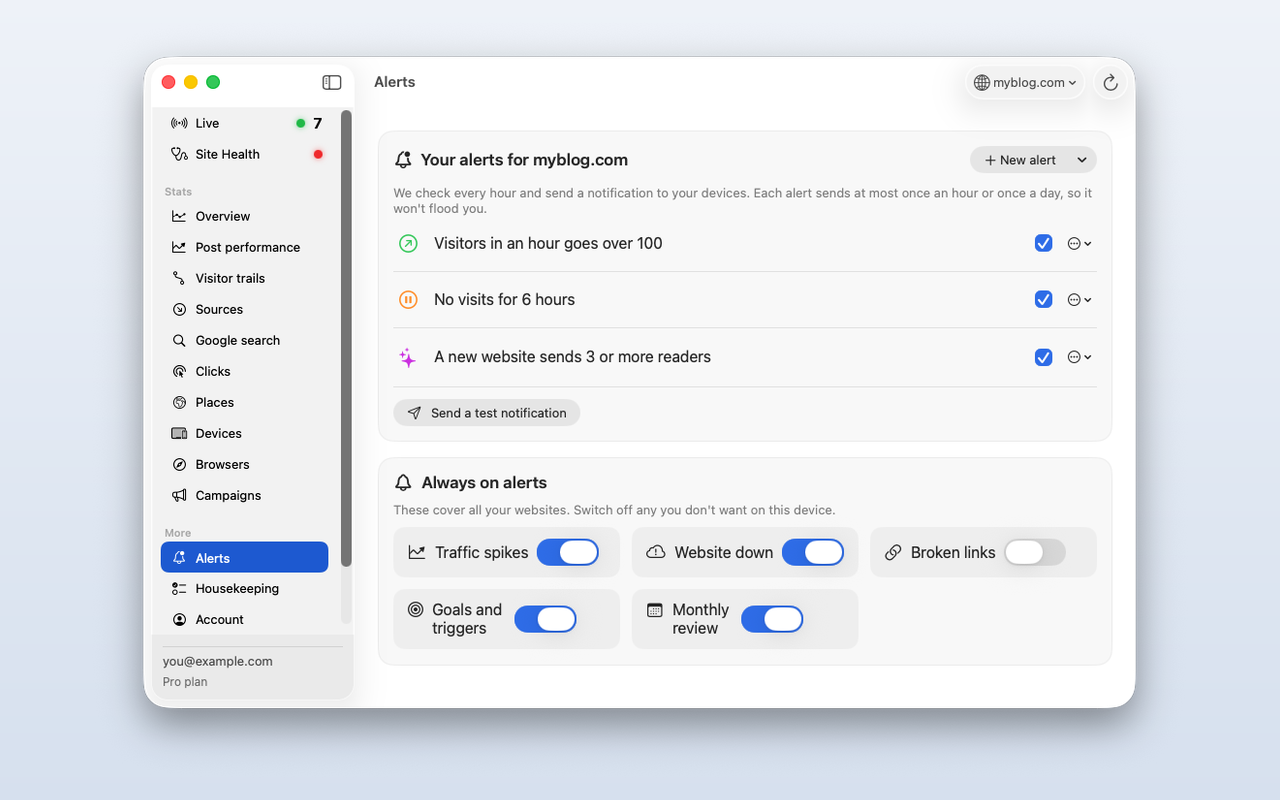 Alerts
myblog.com
Live 7
Site Health
Stats
Overview
Post performance
Visitor trails
Sources
Google search
Clicks
Places
Devices
Browsers
Campaigns
More
Alerts
Housekeeping
Account
you@example.com
Pro plan
Your alerts for myblog.com
New alert
We check every hour and send a notification to your devices. Each alert sends at most once an hour or once a day, so it
won't flood you.
Visitors in an hour goes over 100
No visits for 6 hours
A new website sends 3 or more readers
Send a test notification
Always on alerts
These cover all your websites. Switch off any you don't want on this device.
Traffic spikes
Website down
Broken links
Goals and
triggers
Monthly
review